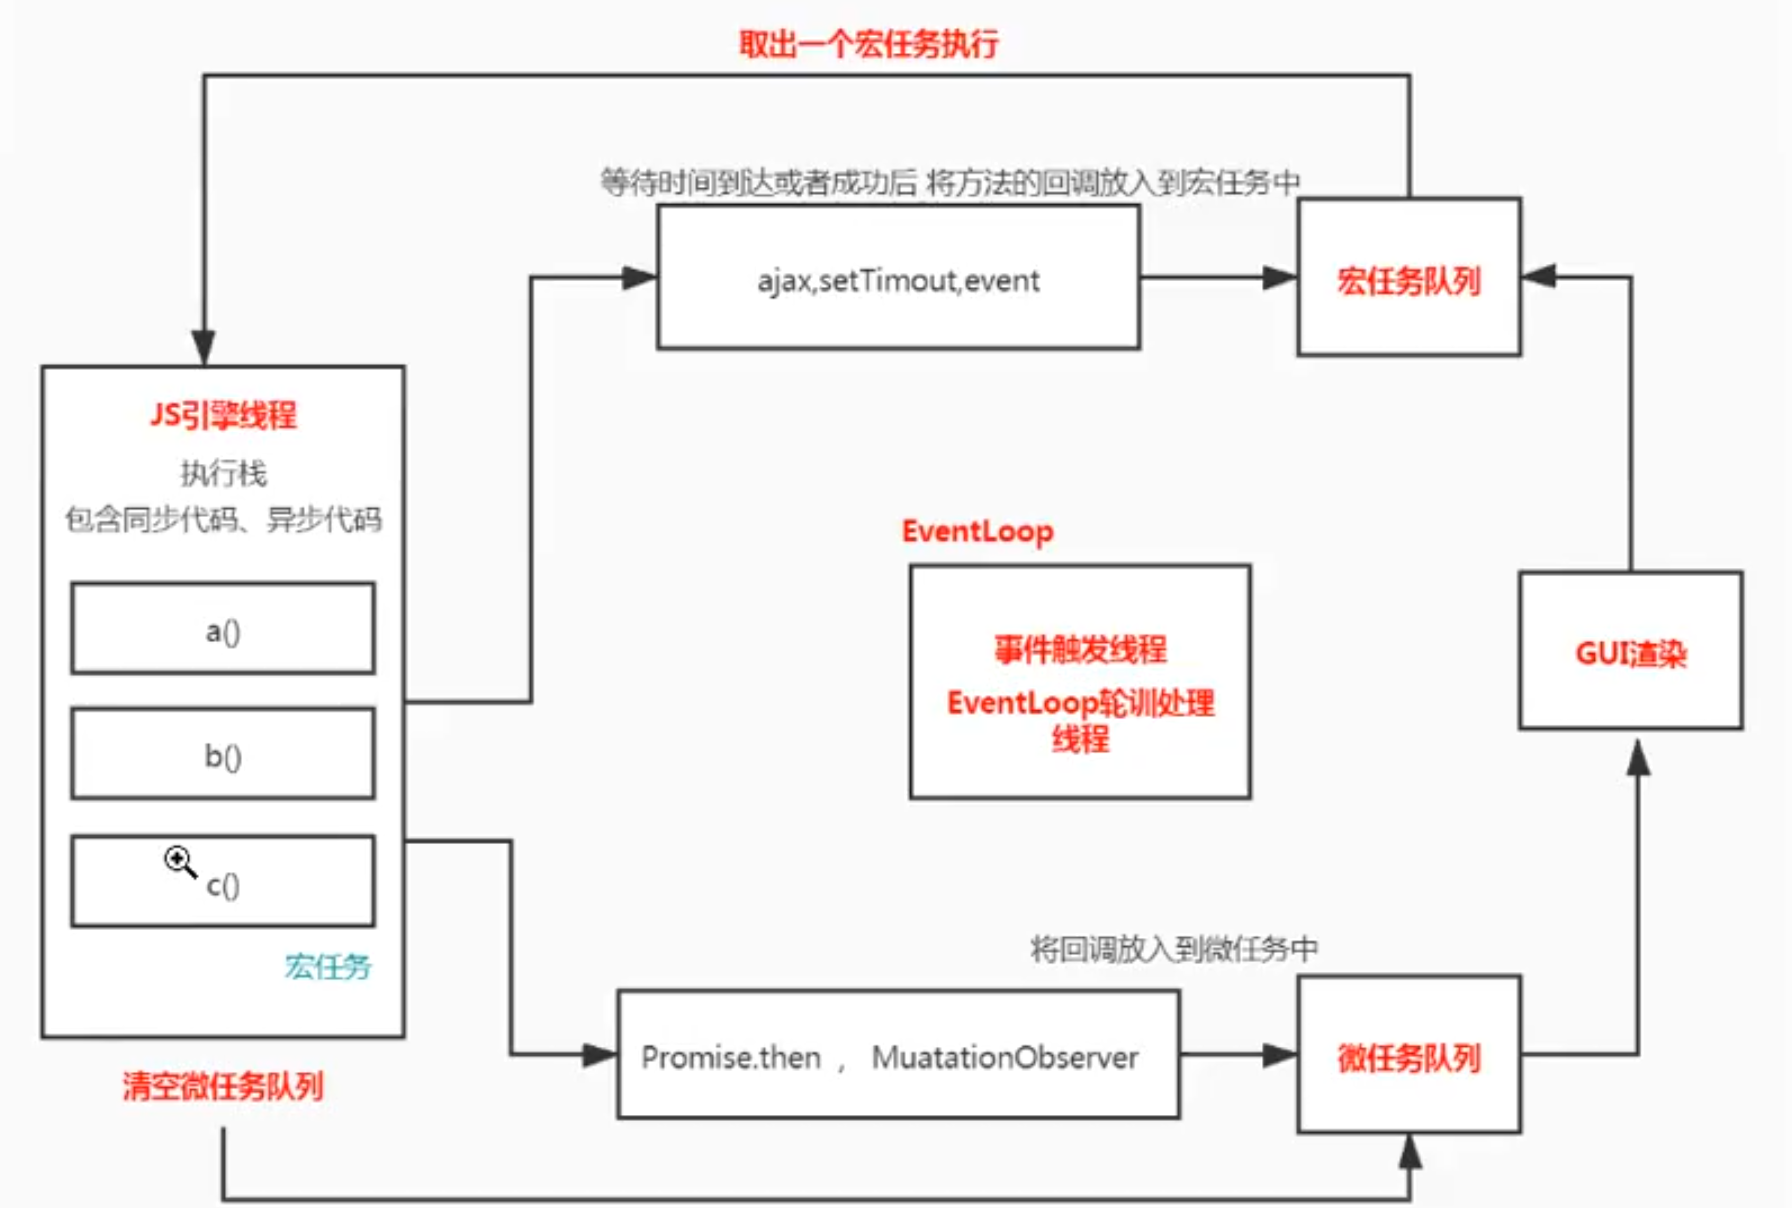 取出一个宏任务执行
等待时间到达或者成功后 将方法的回调放入到宏任务中
ajax,setTimout,event
宏任务队列
JS引擎线程
执行栈
包含同步代码、异步代码
a()
b()
c()
宏任务
清空微任务队列
EventLoop
事件触发线程
EventLoop轮训处理
线程
GUI渲染
将回调放入到微任务中
Promise.then ， MuatationObserver
微任务队列